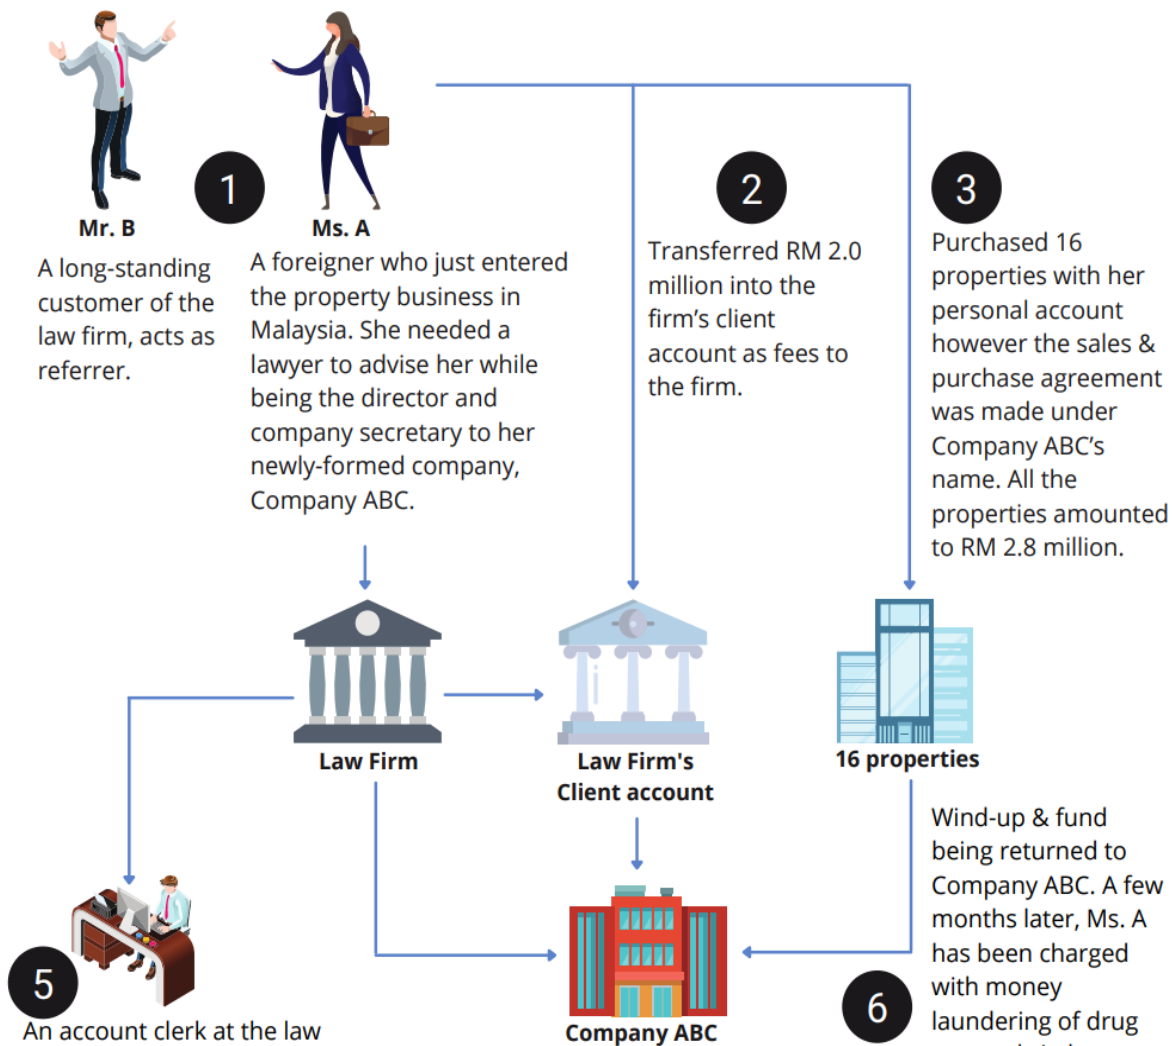 1
Mr. B
A long-standing
customer of the
law firm, acts as
referrer.
Ms. A
A foreigner who just entered
the property business in
Malaysia. She needed a
lawyer to advise her while
being the director and
company secretary to her
newly-formed company,
Company ABC.
2
Transferred RM 2.0
million into the
firm's client
account as fees to
the firm.
3
Purchased 16
properties with her
personal account
however the sales &
purchase agreement
was made under
Company ABC's
name. All the
properties amounted
to RM 2.8 million.
Law Firm
Law Firm's
Client account
16 properties
5
An account clerk at the law
Company ABC
6
Wind-up & fund
being returned to
Company ABC. A few
months later, Ms. A
has been charged
with money
laundering of drug